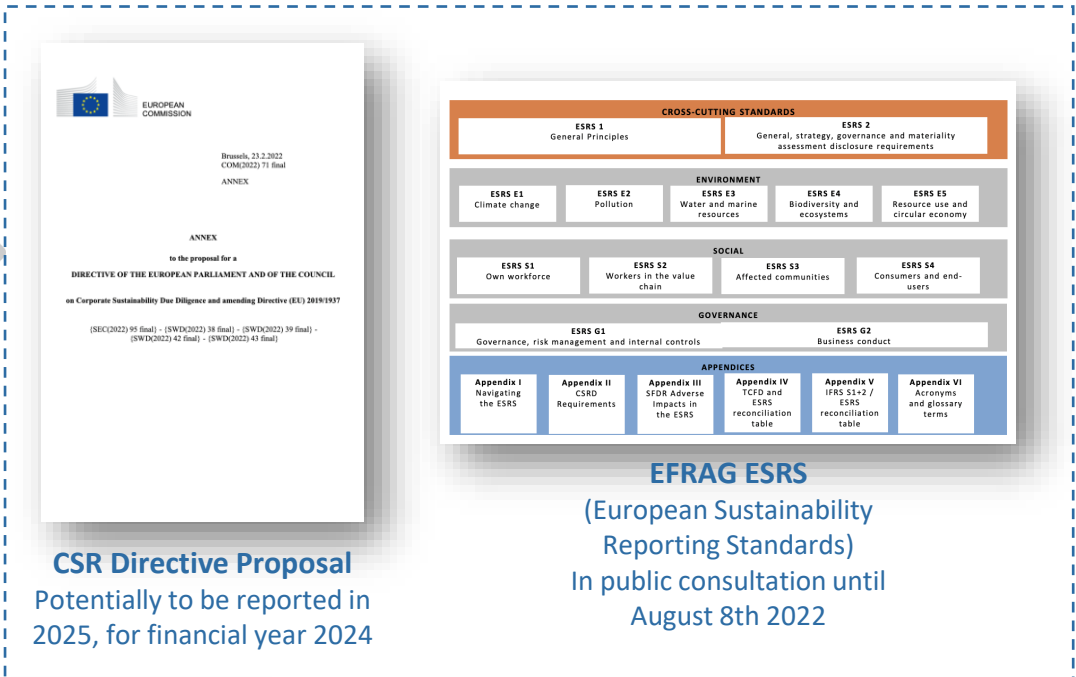 EUROPEAN
COMMISSION
Brussels, 23.2.2022
COM(2022) 71 final
ANNEX
ANNEX
to the proposal for a
DIRECTIVE OF THE EUROPEAN PARLIAMENT AND OF THE COUNCIL
on Corporate Sustainability Due Diligence and amending Directive (EU) 2019/1937
{SEC(2022) 95 final} - {SWD(2022) 38 final} - {SWD(2022) 39 final} -
{SWD(2022) 42 final} - {SWD(2022) 43 final}
CSR Directive Proposal
Potentially to be reported in
2025, for financial year 2024
CROSS-CUTTING STANDARDS
ESRS 1
General Principles
ESRS 2
General, strategy, governance and materiality
assessment disclosure requirements
ENVIRONMENT
ESRS E1
Climate change
ESRS E2
Pollution
ESRS E3
Water and marine
resources
ESRS E4
Biodiversity and
ecosystems
ESRS E5
Resource use and
circular economy
SOCIAL
ESRS S1
Own workforce
ESRS S2
Workers in the value
chain
ESRS S3
Affected communities
ESRS S4
Consumers and end-
users
GOVERNANCE
ESRS G1
Governance, risk management and internal controls
ESRS G2
Business conduct
APPENDICES
Appendix I
Navigating
the ESRS
Appendix II
CSRD
Requirements
Appendix III
SFDR Adverse
Impacts in
the ESRS
Appendix IV
TCFD and
ESRS
reconciliation
table
Appendix V
IFRS S1+2 /
ESRS
reconciliation
table
Appendix VI
Acronyms
and glossary
terms
EFRAG ESRS
(European Sustainability
Reporting Standards)
In public consultation until
August 8th 2022